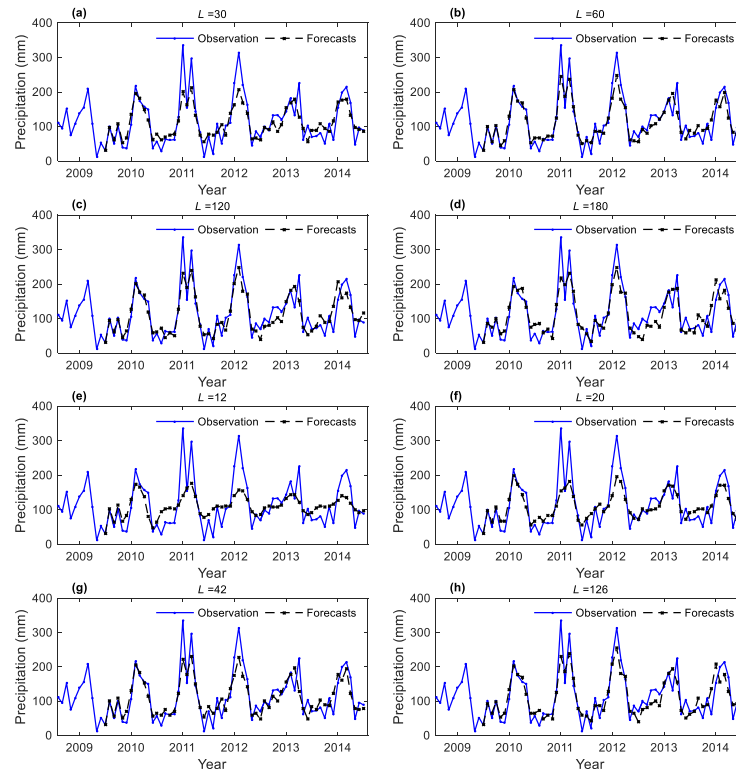 (a) L =30
Observation Forecasts
Precipitation (mm)
400
300
200
100
0
2009 2010 2011 2012 2013 2014
Year
(b) L =60
Observation Forecasts
Precipitation (mm)
400
300
200
100
0
2009 2010 2011 2012 2013 2014
Year
(c) L =120
Observation Forecasts
Precipitation (mm)
400
300
200
100
0
2009 2010 2011 2012 2013 2014
Year
(d) L =180
Observation Forecasts
Precipitation (mm)
400
300
200
100
0
2009 2010 2011 2012 2013 2014
Year
(e) L =12
Observation Forecasts
Precipitation (mm)
400
300
200
100
0
2009 2010 2011 2012 2013 2014
Year
(f) L =20
Observation Forecasts
Precipitation (mm)
400
300
200
100
0
2009 2010 2011 2012 2013 2014
Year
(g) L =42
Observation Forecasts
Precipitation (mm)
400
300
200
100
0
2009 2010 2011 2012 2013 2014
Year
(h) L =126
Observation Forecasts
Precipitation (mm)
400
300
200
100
0
2009 2010 2011 2012 2013 2014
Year